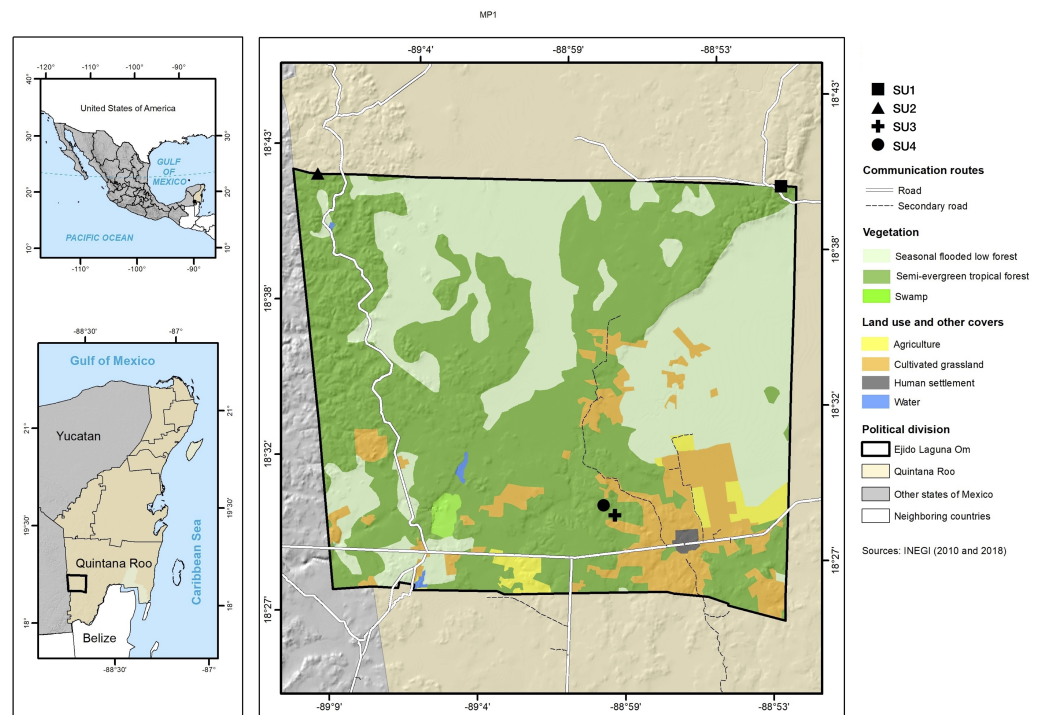 MP1
-120° -110° -100° -90°
40°
United States of America
30° 30°
GULF
OF
MEXICO
20° 20°
PACIFIC OCEAN
10° 10°
-110° -100° -90°
-88°30' -87°
Gulf of Mexico
21°
Yucatan
21°
19°30'
19°30'
Quintana Roo
Caribbean Sea
18°
18°
Belize
-88°30' -87°
-89°4' -88°59' -88°53'
18°43'
18°43'
18°38'
18°38'
18°32'
18°32'
18°27'
18°27'
-89°9' -89°4' -88°59' -88°53'
SU1
SU2
SU3
SU4
Communication routes
Road
Secondary road
Vegetation
Seasonal flooded low forest
Semi-evergreen tropical forest
Swamp
Land use and other covers
Agriculture
Cultivated grassland
Human settlement
Water
Political division
Ejido Laguna Om
Quintana Roo
Other states of Mexico
Neighboring countries
Sources: INEGI (2010 and 2018)